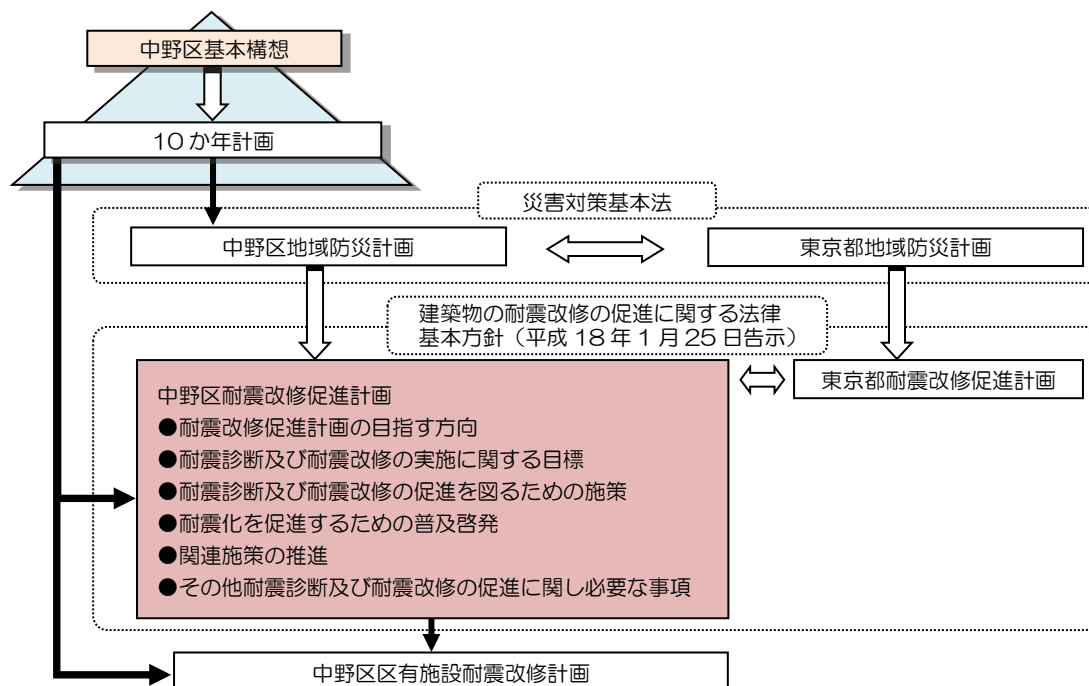 中野区基本構想
10か年計画
災害対策基本法
中野区地域防災計画
東京都地域防災計画
建築物の耐震改修の促進に関する法律
基本方針（平成18年1月25日告示）
東京都耐震改修促進計画
中野区耐震改修促進計画
●耐震改修促進計画の目指す方向
●耐震診断及び耐震改修の実施に関する目標
●耐震診断及び耐震改修の促進を図るための施策
●耐震化を促進するための普及啓発
●関連施策の推進
●その他耐震診断及び耐震改修の促進に関し必要な事項
中野区区有施設耐震改修計画